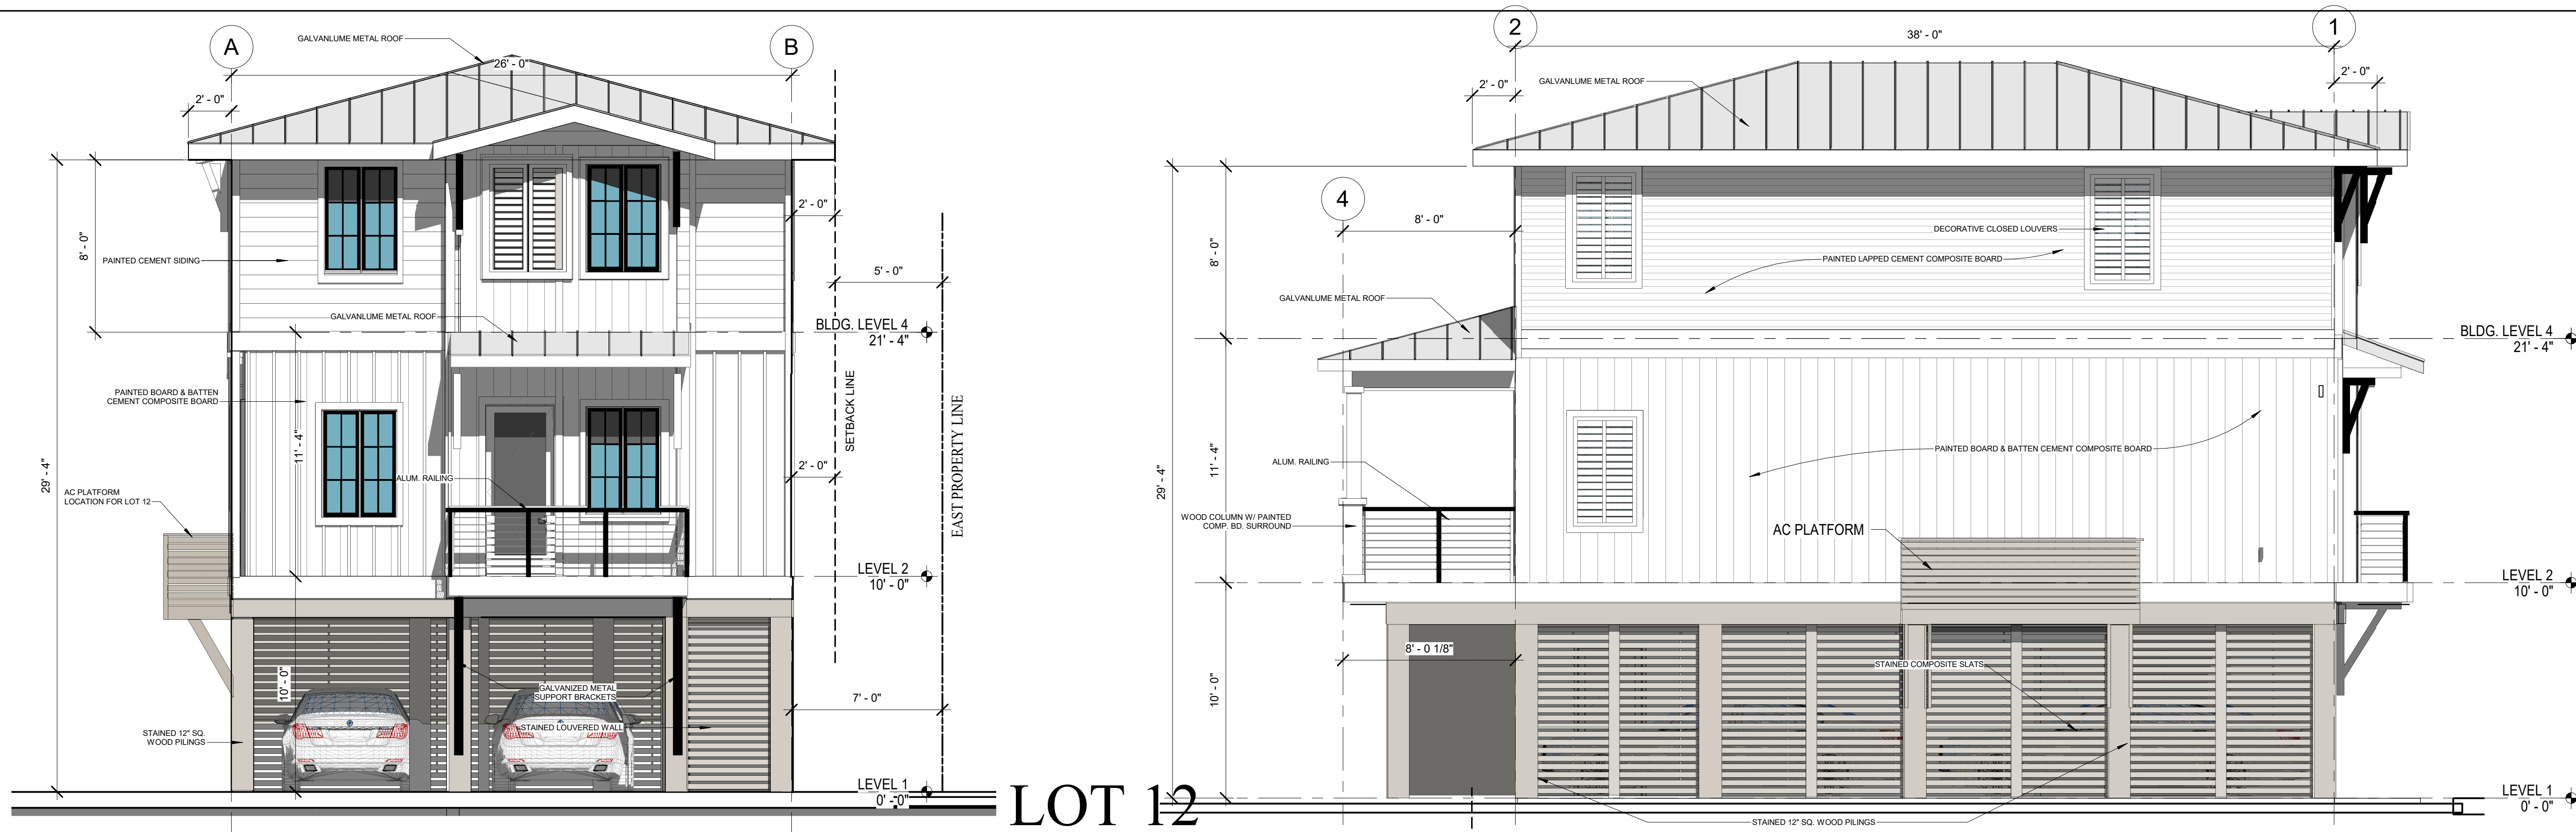 A
B
GALVANLUME METAL ROOF
26' - 0"
2' - 0"
8' - 0"
2' - 0"
PAINTED CEMENT SIDING
5' - 0"
GALVANLUME METAL ROOF
BLDG. LEVEL 4
21' - 4"
PAINTED BOARD & BATTEN
CEMENT COMPOSITE BOARD
SETBACK LINE
EAST PROPERTY LINE
11' - 4"
29' - 4"
2' - 0"
ALUM. RAILING
AC PLATFORM
LOCATION FOR LOT 12
LEVEL 2
10' - 0"
10' - 0"
GALVANIZED METAL
SUPPORT BRACKETS
7' - 0"
STAINED LOUVERED WALL
STAINED 12" SQ.
WOOD PILINGS
LEVEL 1
0' - 0"
LOT 12
2
1
38' - 0"
2' - 0"
GALVANLUME METAL ROOF
2' - 0"
4
8' - 0"
8' - 0"
DECORATIVE CLOSED LOUVERS
PAINTED LAPPED CEMENT COMPOSITE BOARD
GALVANLUME METAL ROOF
BLDG. LEVEL 4
21' - 4"
11' - 4"
29' - 4"
PAINTED BOARD & BATTEN CEMENT COMPOSITE BOARD
ALUM. RAILING
WOOD COLUMN W/ PAINTED
COMP. BD. SURROUND
AC PLATFORM
LEVEL 2
10' - 0"
8' - 0 1/8"
STAINED COMPOSITE SLATS
10' - 0"
LEVEL 1
0' - 0"
STAINED 12" SQ. WOOD PILINGS